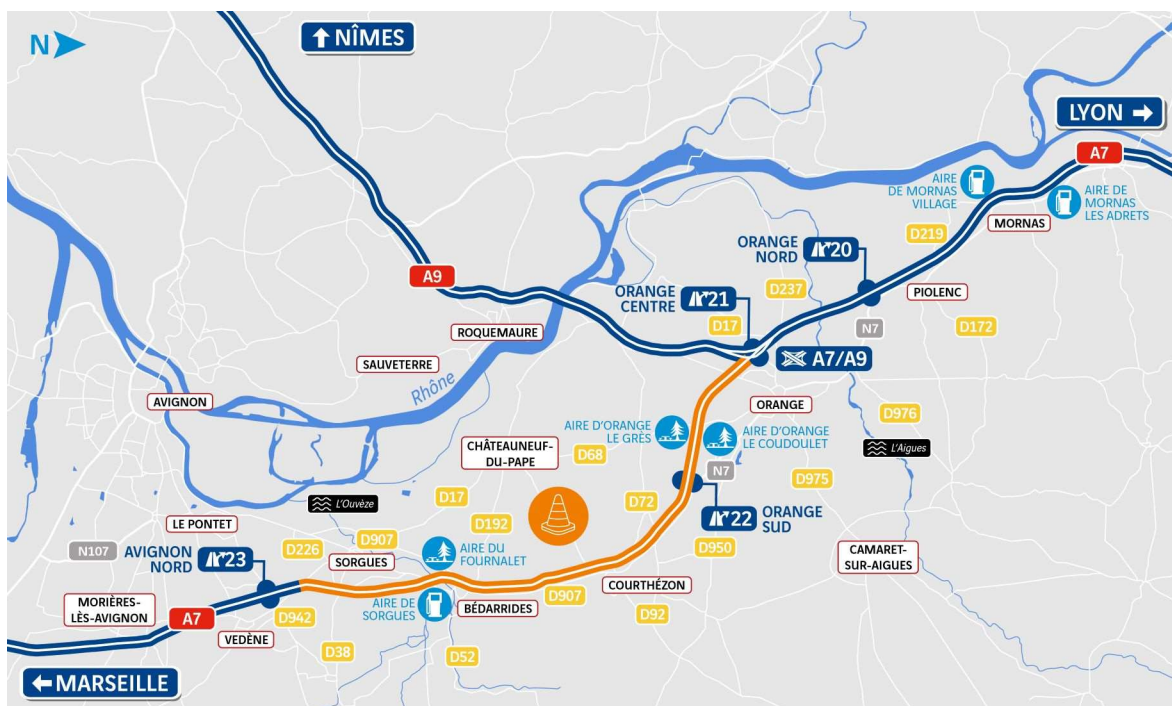 N
↑ NÎMES
LYON →
A7
AIRE
DE MORNAS
VILLAGE
AIRE DE
MORNAS
LES ADRETS
MORNAS
D219
ORANGE
NORD
20
A9
ORANGE
CENTRE
21
D237
PIOLENC
D17
N7
D172
ROQUEMAURE
A7/A9
SAUVETERRE
Rhône
AVIGNON
ORANGE
D976
AIRE D'ORANGE
LE GRÈS
AIRE D'ORANGE
LE COUDOULET
CHÂTEAUNEUF-
DU-PAPE
D68
L'Aigues
N7
D975
L'Ouvèze
D17
D72
22
ORANGE
SUD
LE PONTET
D192
D907
D226
N107
AVIGNON
NORD
23
SORGUES
AIRE DU
FOURNALET
D950
CAMARET-
SUR-AIGUES
COURTHÉZON
D907
MORIÈRES-
LÈS-AVIGNON
A7
D942
AIRE DE
SORGUES
BÉDARRIDES
D92
VEDÈNE
D38
D52
← MARSEILLE